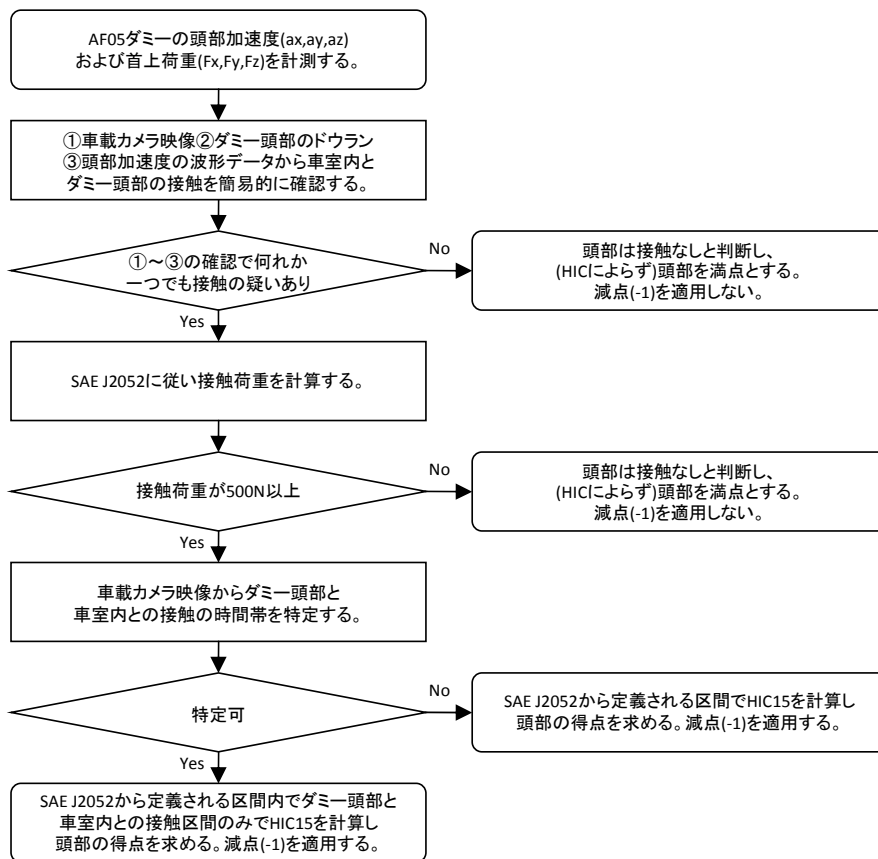 AF05ダミーの頭部加速度(ax,ay,az)
および首上荷重(Fx,Fy,Fz)を計測する。
①車載カメラ映像②ダミー頭部のドウラン
③頭部加速度の波形データから車室内と
ダミー頭部の接触を簡易的に確認する。
①～③の確認で何れか
一つでも接触の疑いあり
No
頭部は接触なしと判断し、
(HICによらず)頭部を満点とする。
減点(-1)を適用しない。
Yes
SAE J2052に従い接触荷重を計算する。
接触荷重が500N以上
No
頭部は接触なしと判断し、
(HICによらず)頭部を満点とする。
減点(-1)を適用しない。
Yes
車載カメラ映像からダミー頭部と
車室内との接触の時間帯を特定する。
特定可
No
SAE J2052から定義される区間でHIC15を計算し
頭部の得点を求める。減点(-1)を適用する。
Yes
SAE J2052から定義される区間内でダミー頭部と
車室内との接触区間のみでHIC15を計算し
頭部の得点を求める。減点(-1)を適用する。